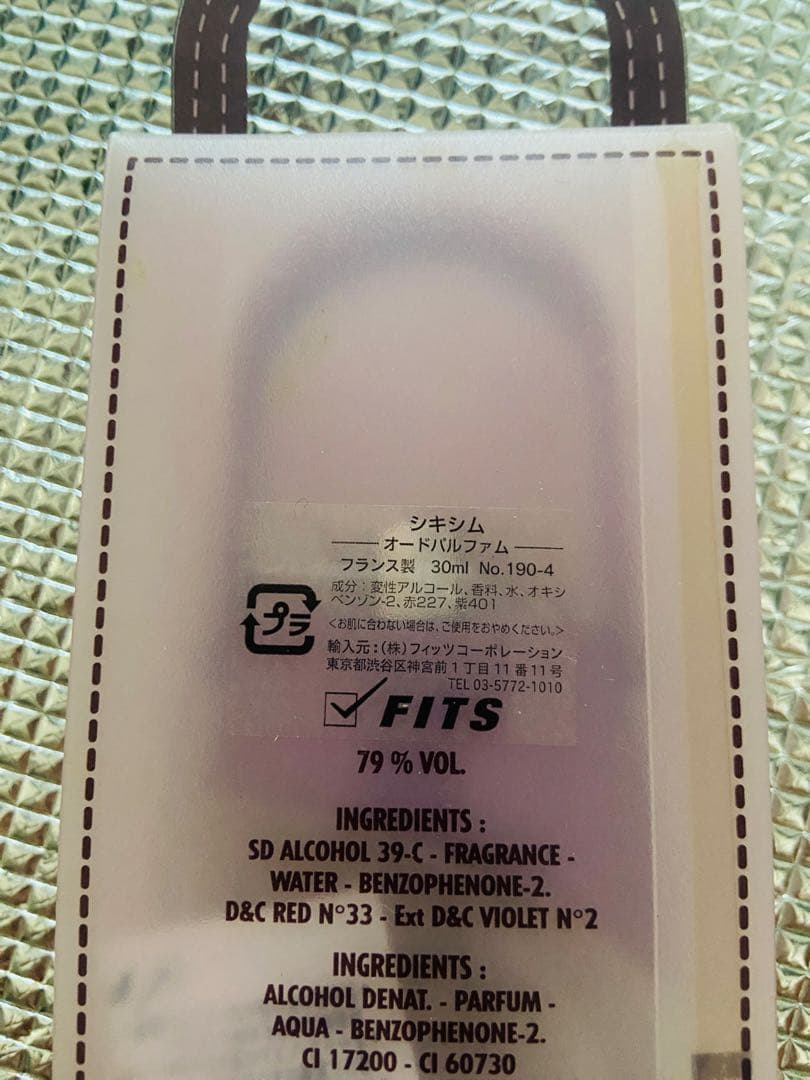 シキシム
オードパルファム
フランス製 30ml No.190-4
成分：変性アルコール、香料、水、オキシ
ベンゾン-2、赤227、紫401
<お肌に合わない場合は、ご使用をおやめください。>
プラ
輸入元：(株)フィッツコーポレーション
東京都渋谷区神宮前1丁目11番11号
TEL 03-5772-1010
FITS
79 % VOL.
INGREDIENTS :
SD ALCOHOL 39-C - FRAGRANCE -
WATER - BENZOPHENONE-2.
D&C RED N°33 - Ext D&C VIOLET N°2
INGREDIENTS :
ALCOHOL DENAT. - PARFUM -
AQUA - BENZOPHENONE-2.
CI 17200 - CI 60730